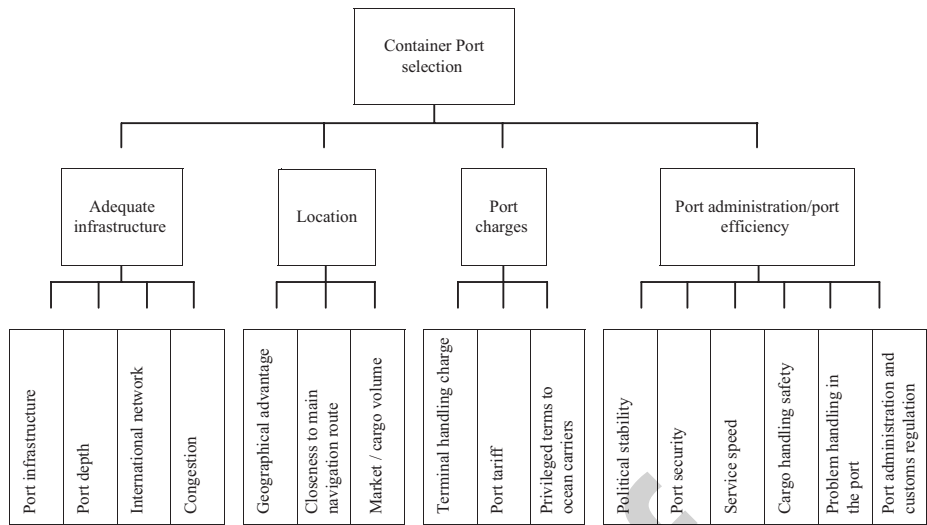 Container Port
selection
Adequate
infrastructure
Location
Port
charges
Port administration/port
efficiency
Port infrastructure
Port depth
International network
Congestion
Geographical advantage
Closeness to main
navigation route
Market / cargo volume
Terminal handling charge
Port tariff
Privileged terms to
ocean carriers
Political stability
Port security
Service speed
Cargo handling safety
Problem handling in
the port
Port administration and
customs regulation